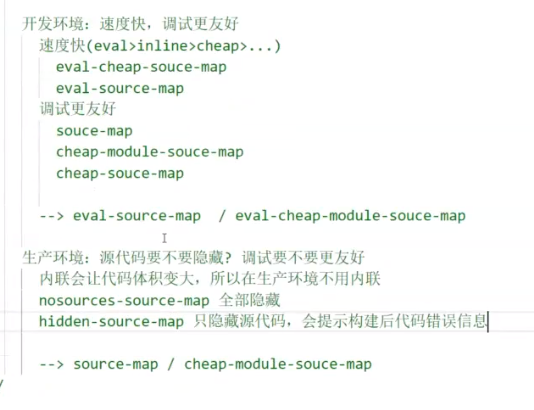 开发环境：速度快，调试更友好
速度快(eval>inline>cheap>...)
eval-cheap-souce-map
eval-source-map
调试更友好
souce-map
cheap-module-souce-map
cheap-souce-map
--> eval-source-map / eval-cheap-module-souce-map
生产环境：源代码要不要隐藏? 调试要不要更友好
内联会让代码体积变大，所以在生产环境不用内联
nosources-source-map 全部隐藏
hidden-source-map 只隐藏源代码，会提示构建后代码错误信息
--> source-map / cheap-module-souce-map
/